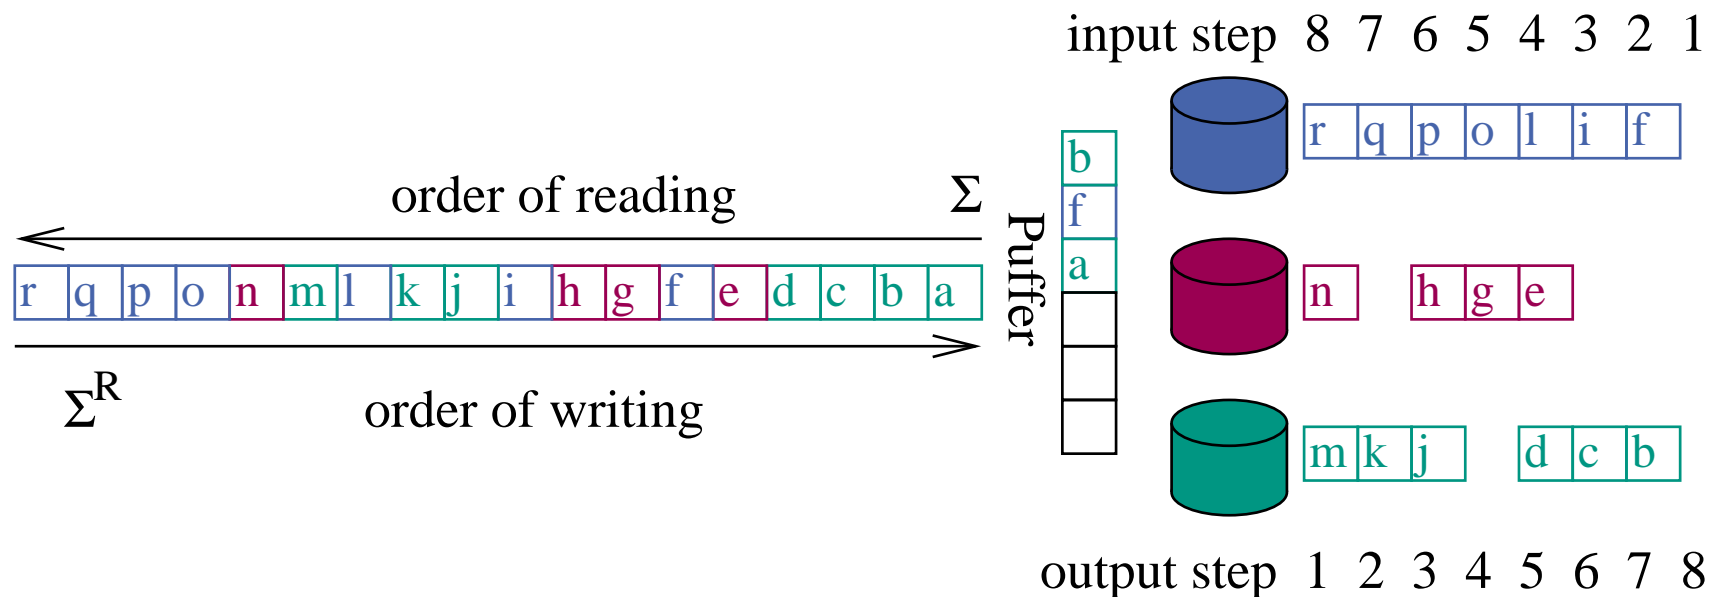 input step 8 7 6 5 4 3 2 1
r q p o l i f
b
f
a
Puffer
order of reading Σ
r q p o n m l k j i h g f e d c b a
n h g e
Σ^R order of writing
m k j d c b
output step 1 2 3 4 5 6 7 8